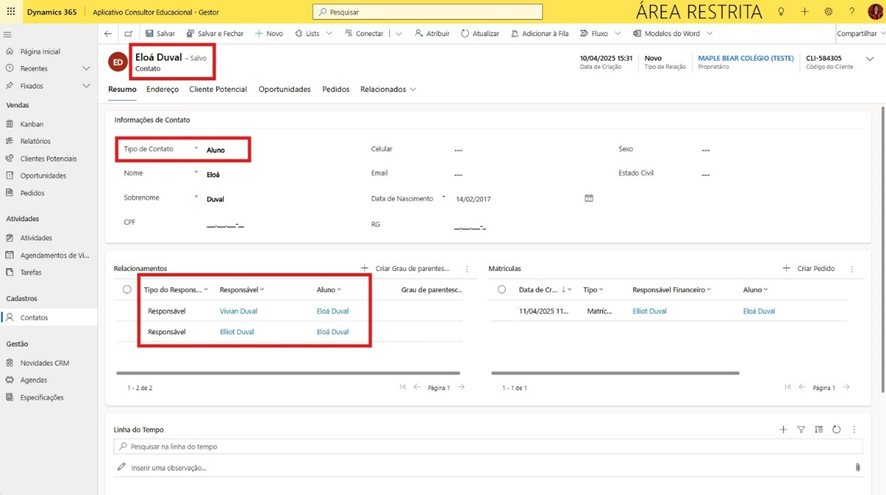 Dynamics 365 Aplicativo Consultor Educacional - Gestor Pesquisar ÁREA RESTRITA
Salvar Salvar e Fechar Novo Lists Conectar Atribuir Atualizar Adicionar à Fila Fluxo Modelos do Word Compartilhar
Página Inicial
Recentes
Fixados
Vendas
Kanban
Relatórios
Clientes Potenciais
Oportunidades
Pedidos
Atividades
Atividades
Agendamentos de Vi...
Tarefas
Cadastros
Contatos
Gestão
Novidades CRM
Agendas
Especificações
ED
Eloá Duval – Salvo
Contato
10/04/2025 15:31 Novo MAPLE BEAR COLÉGIO (TESTE) CLI-584305
Data de Criação Tipo de Relação Proprietário Código do Cliente
Resumo Endereço Cliente Potencial Oportunidades Pedidos Relacionados
Informações de Contato
Tipo de Contato * Aluno Celular --- Sexo ---
Nome * Eloá Email --- Estado Civil ---
Sobrenome * Duval Data de Nascimento * 14/02/2017
CPF __.__.__-_ RG __.__.__-_
Relacionamentos Criar Grau de parentes...
Tipo do Respons... Responsável Aluno Grau de parentesc...
Responsável Vivian Duval Eloá Duval
Responsável Elliot Duval Eloá Duval
1 - 2 de 2 Página 1
Matrículas Criar Pedido
Data de Cr... Tipo Responsável Financeiro Aluno
11/04/2025 11... Matríc... Elliot Duval Eloá Duval
1 - 1 de 1 Página 1
Linha do Tempo
Pesquisar na linha do tempo
Inserir uma observação...